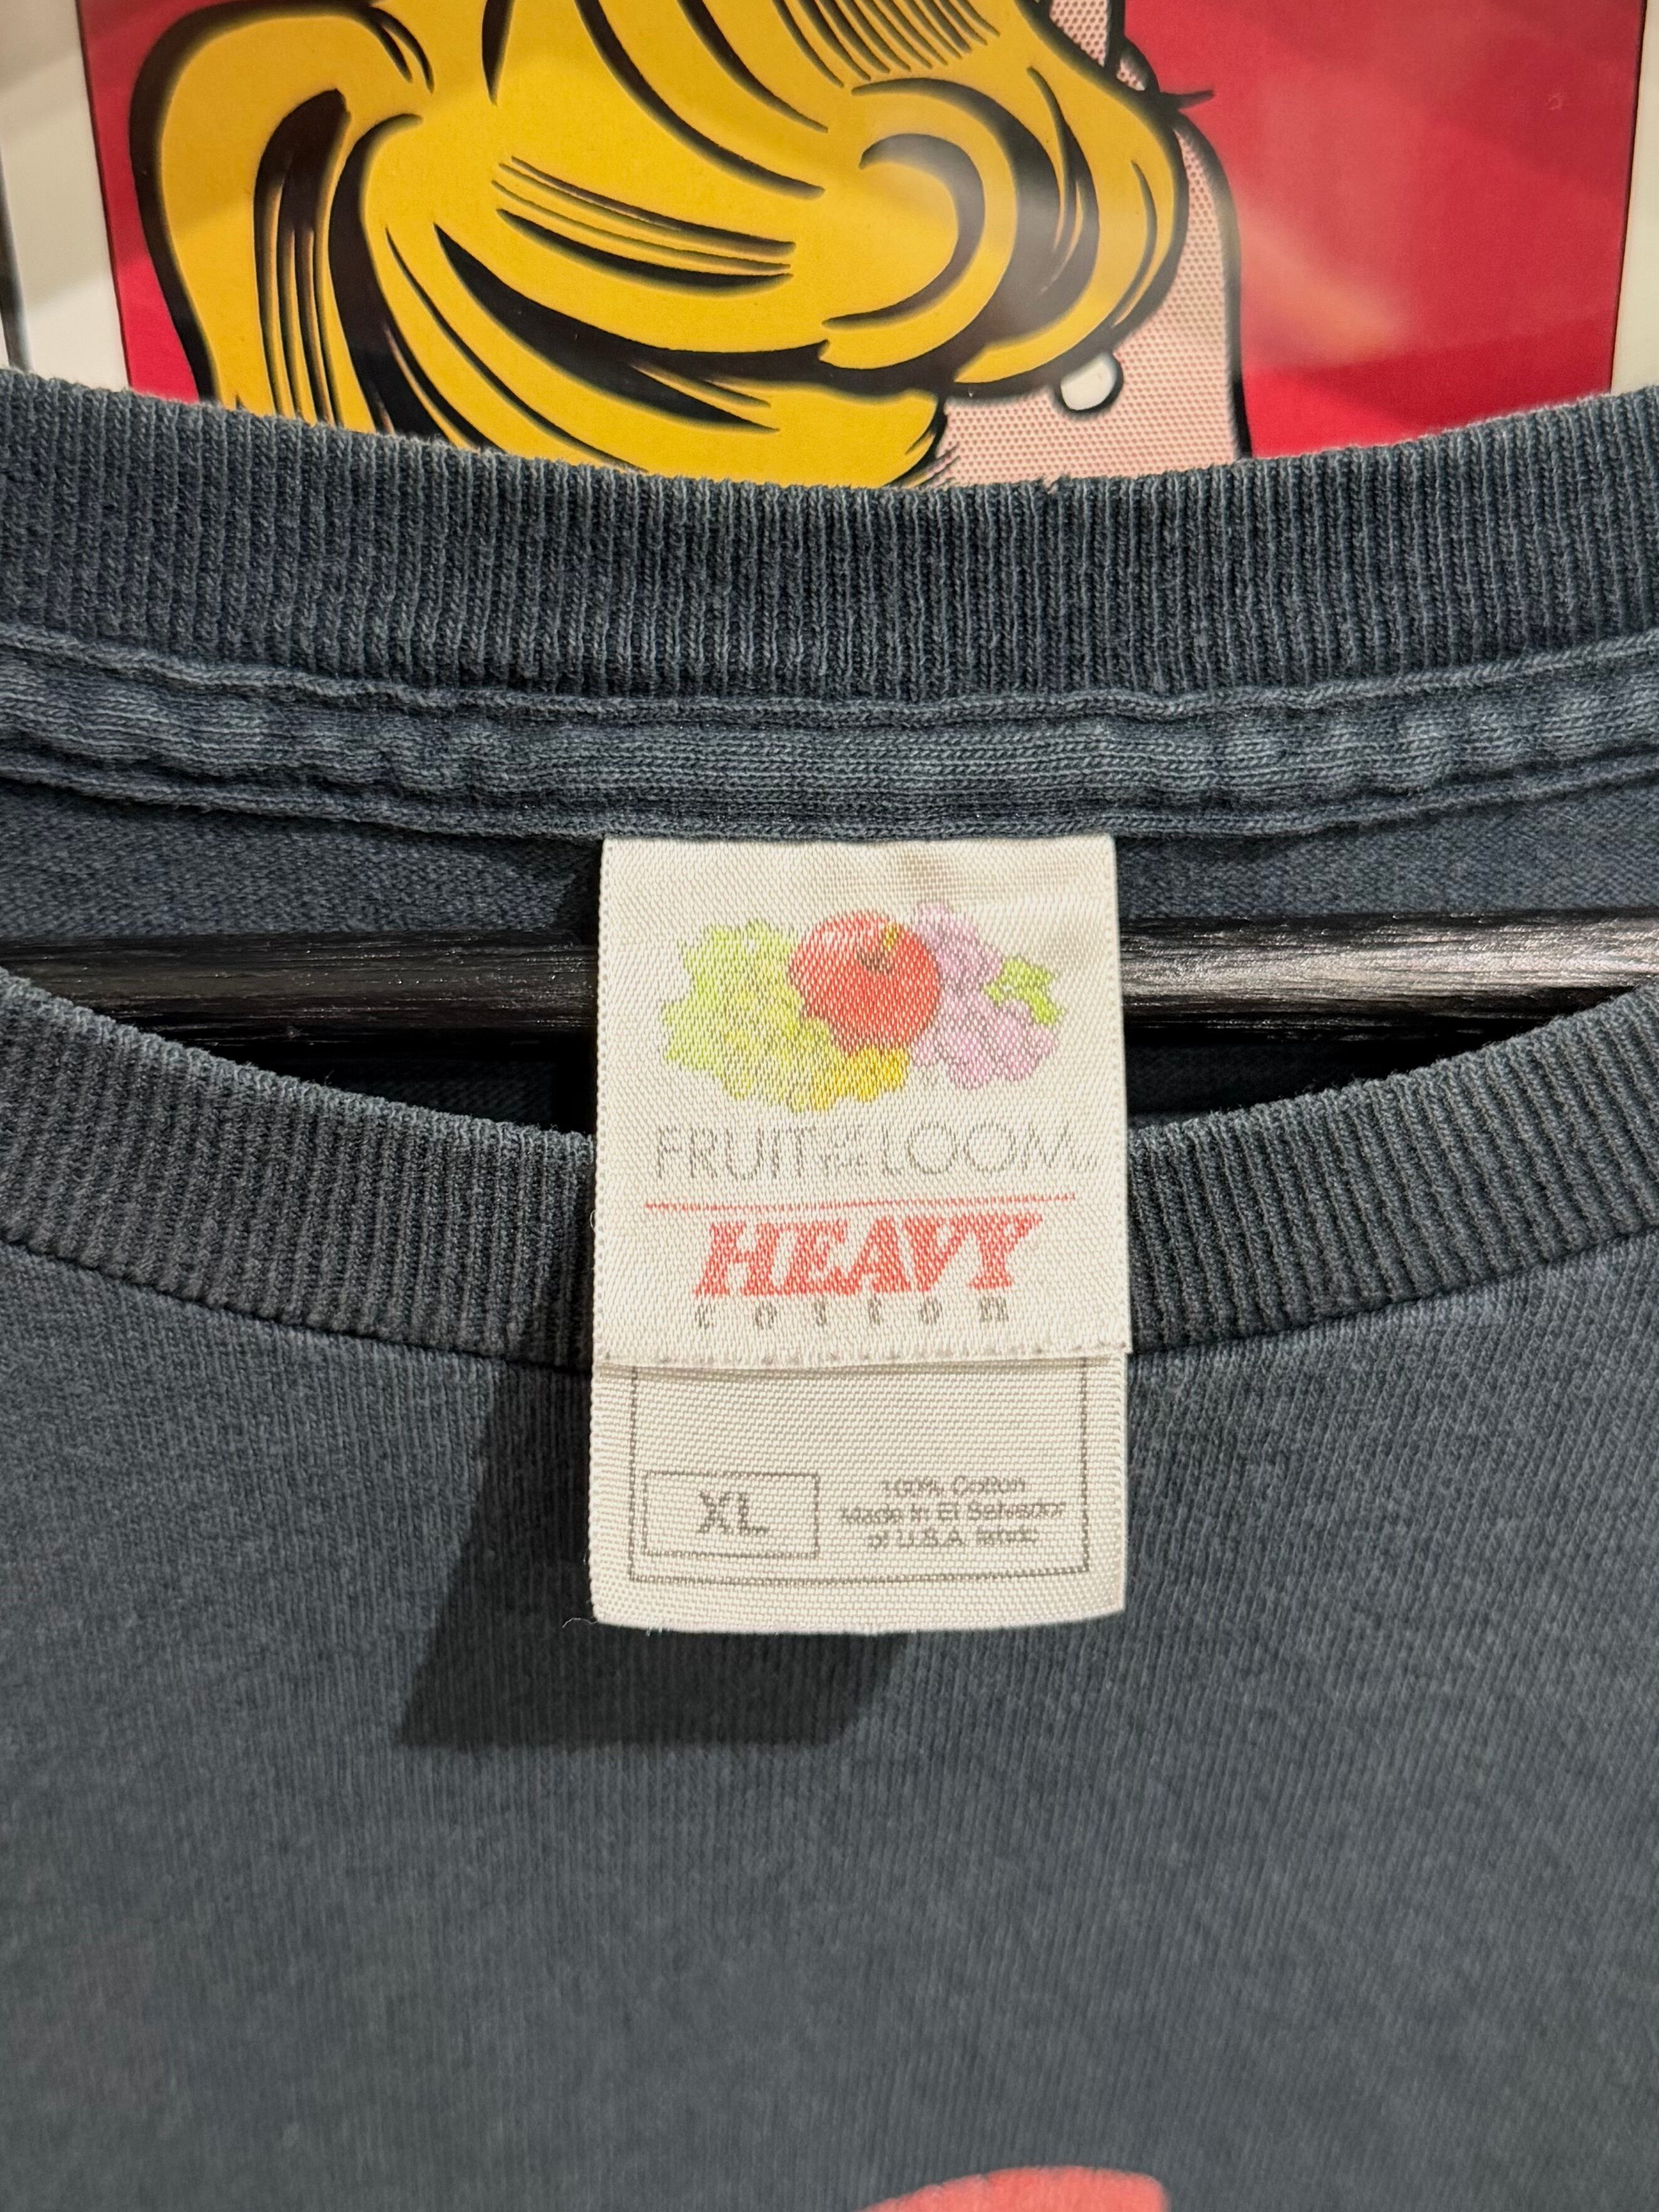 FRUIT OF THE LOOM
HEAVY
cotton
XL
100% Cotton
Made in El Salvador
of U.S.A. fabric